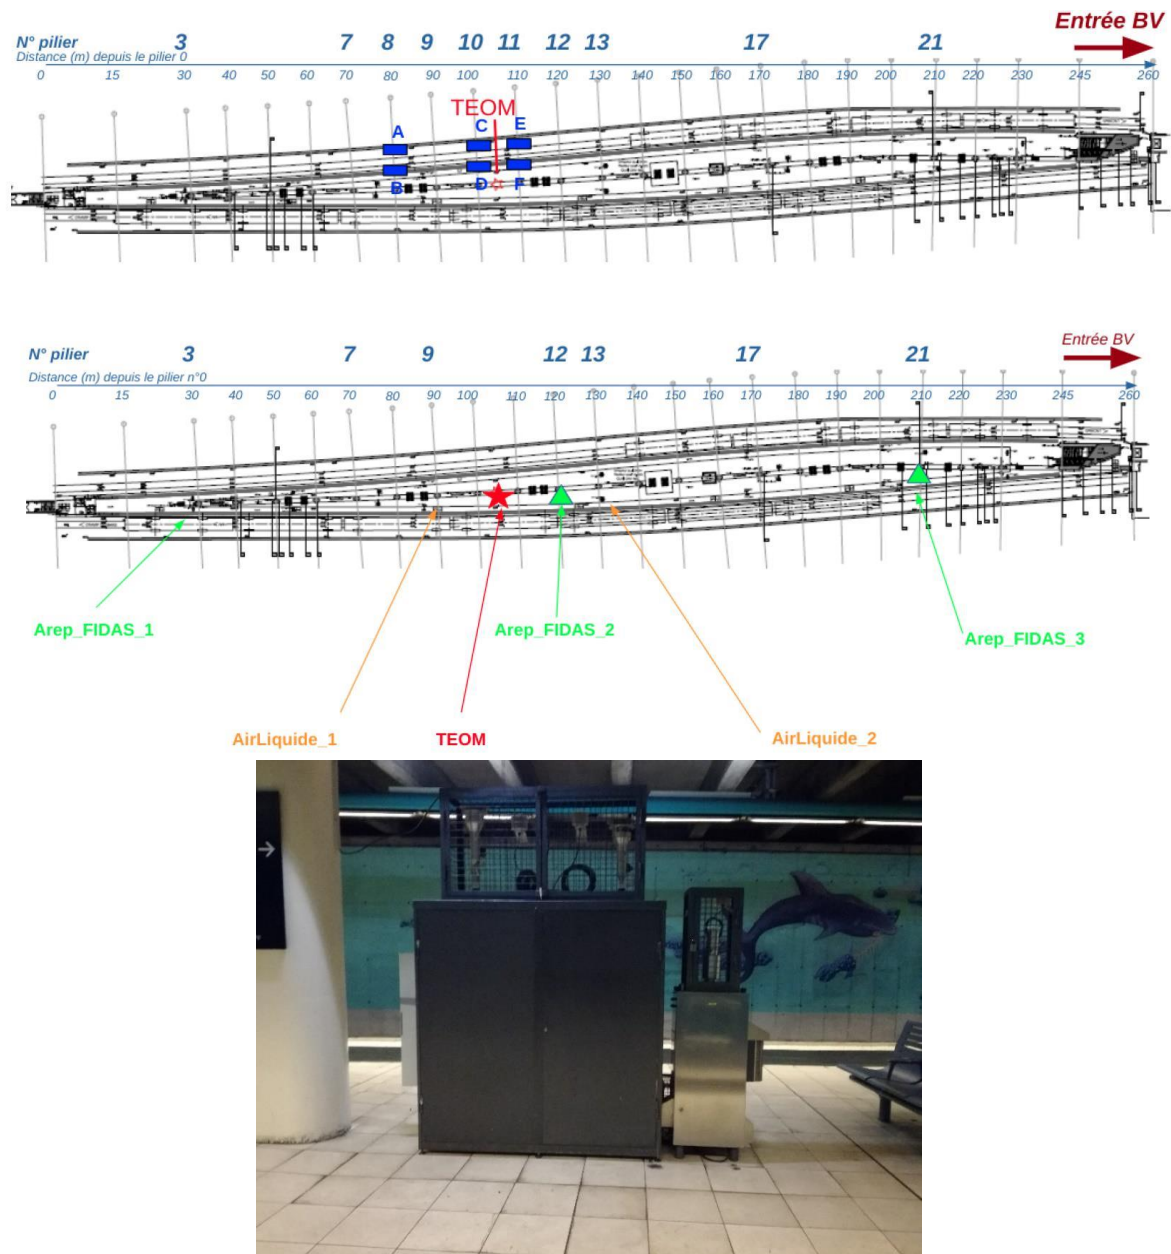 Entrée BV
N° pilier 3 7 8 9 10 11 12 13 17 21
Distance (m) depuis le pilier 0
0 15 30 40 60 70 80 90 100 110 120 130 140 150 160 170 180 190 200 210 220 230 245 260
TEOM
A C E
B D F
Entrée BV
N° pilier 3 7 9 12 13 17 21
Distance (m) depuis le pilier n°0
0 15 30 40 50 60 70 80 90 100 110 120 130 140 150 160 170 180 190 200 210 220 230 245 260
Arep_FIDAS_1 Arep_FIDAS_2 Arep_FIDAS_3
AirLiquide_1 TEOM AirLiquide_2